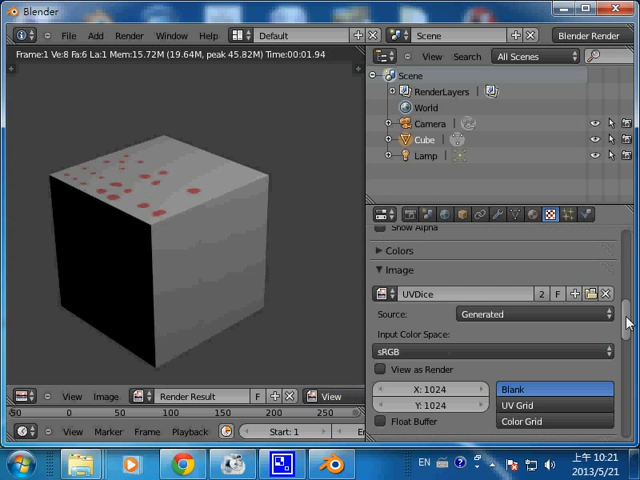 Blender
File Add Render Window Help Default Scene Blender Render
Frame:1 Ve:8 Fa:6 La:1 Mem:15.72M (19.64M, peak 45.82M) Time:00:01.94
View Search All Scenes
Scene
RenderLayers
World
Camera
Cube
Lamp
Show Alpha
Colors
Image
UVDice 2 F
Source: Generated
Input Color Space:
sRGB
View as Render
X: 1024 Blank
Y: 1024 UV Grid
Float Buffer Color Grid
View Image Render Result F View
-50 0 50 100 150 200 250
View Marker Frame Playback Start: 1
EN 上午 10:21
2013/5/21